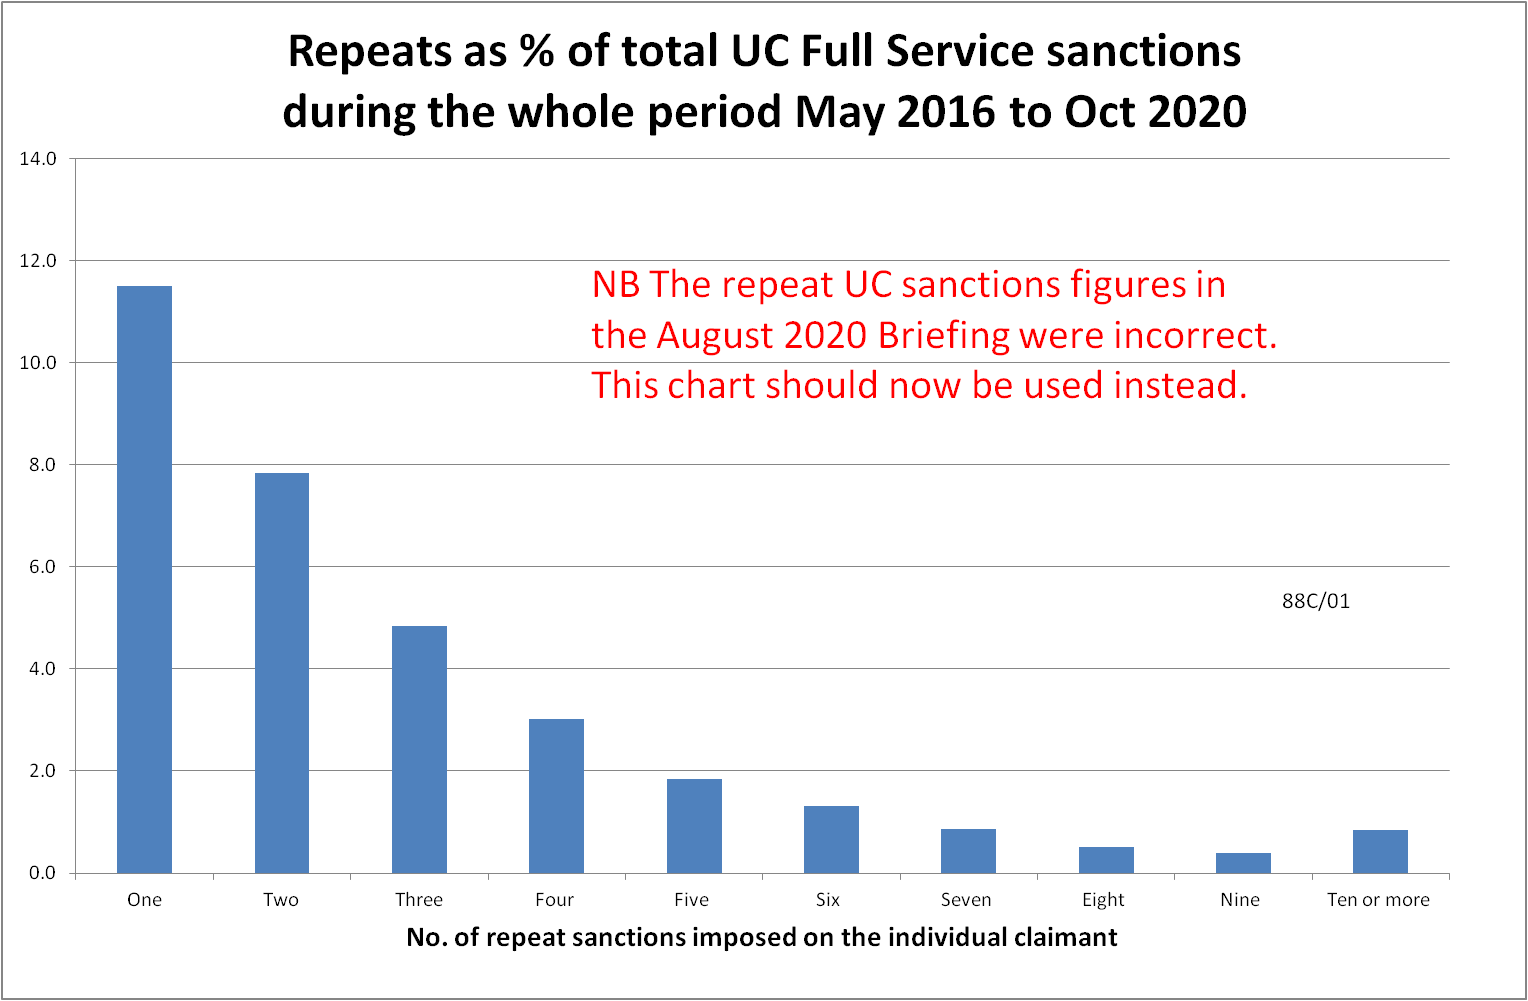 Repeats as % of total UC Full Service sanctions
during the whole period May 2016 to Oct 2020
14.0
12.0
10.0
8.0
6.0
4.0
2.0
0.0
NB The repeat UC sanctions figures in
the August 2020 Briefing were incorrect.
This chart should now be used instead.
88C/01
One Two Three Four Five Six Seven Eight Nine Ten or more
No. of repeat sanctions imposed on the individual claimant